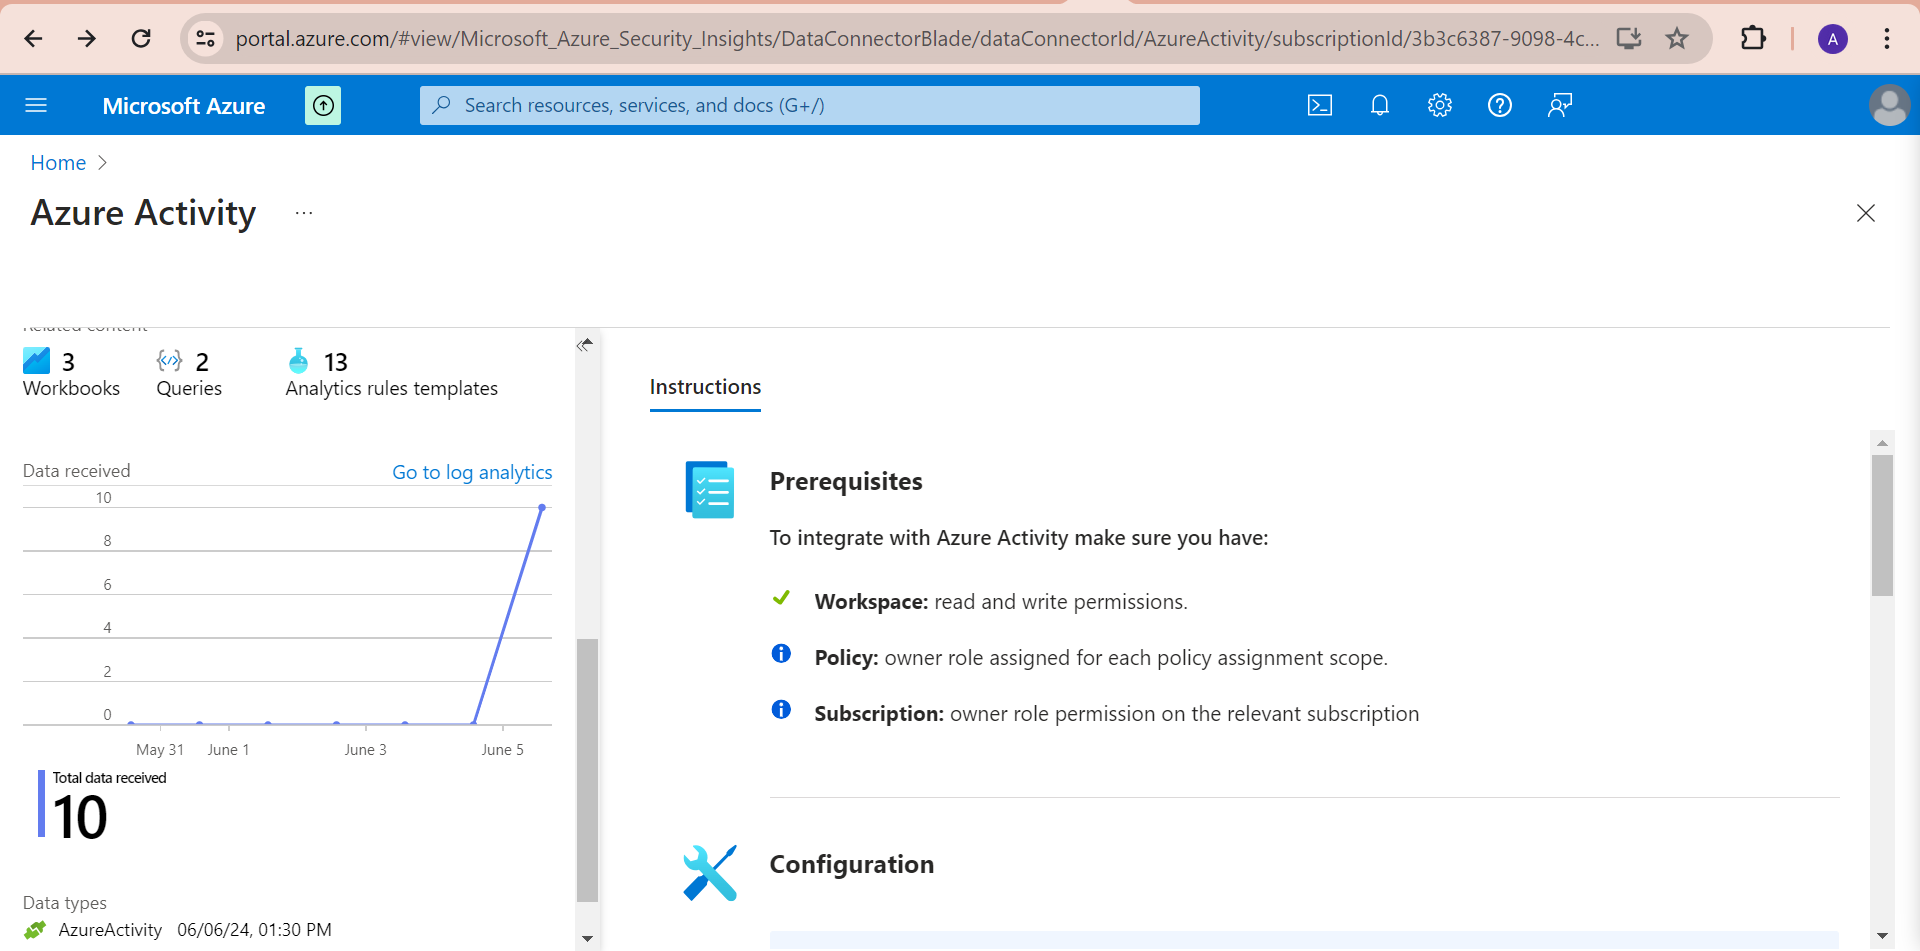 portal.azure.com/#view/Microsoft_Azure_Security_Insights/DataConnectorBlade/dataConnectorId/AzureActivity/subscriptionId/3b3c6387-9098-4c...
A
Microsoft Azure
Search resources, services, and docs (G+/)
Home
Azure Activity ...
Related content
3
Workbooks
2
Queries
13
Analytics rules templates
Data received
Go to log analytics
10
8
6
4
2
0
May 31
June 1
June 3
June 5
Total data received
10
Data types
AzureActivity 06/06/24, 01:30 PM
Instructions
Prerequisites
To integrate with Azure Activity make sure you have:
Workspace: read and write permissions.
Policy: owner role assigned for each policy assignment scope.
Subscription: owner role permission on the relevant subscription
Configuration